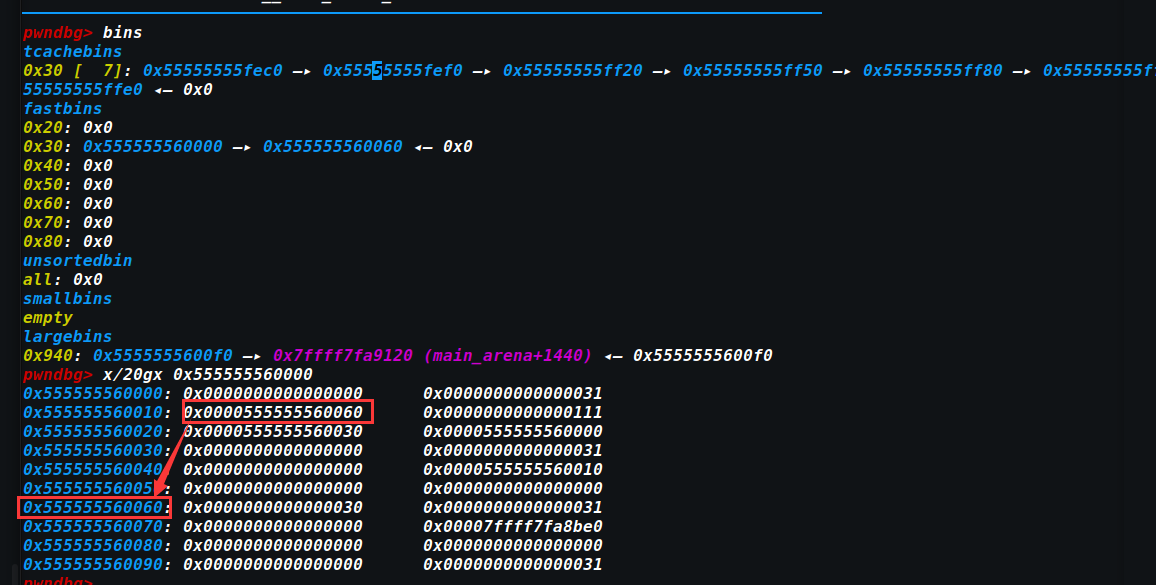 pwndbg> bins
tcachebins
0x30 [  7]: 0x55555555fec0 —▸ 0x55555555fef0 —▸ 0x55555555ff20 —▸ 0x55555555ff50 —▸ 0x55555555ff80 —▸ 0x55555555ff
55555555ffe0 ◂— 0x0
fastbins
0x20: 0x0
0x30: 0x555555560000 —▸ 0x555555560060 ◂— 0x0
0x40: 0x0
0x50: 0x0
0x60: 0x0
0x70: 0x0
0x80: 0x0
unsortedbin
all: 0x0
smallbins
empty
largebins
0x940: 0x5555555600f0 —▸ 0x7ffff7fa9120 (main_arena+1440) ◂— 0x5555555600f0
pwndbg> x/20gx 0x555555560000
0x555555560000: 0x0000000000000000 0x0000000000000031
0x555555560010: 0x0000555555560060 0x0000000000000111
0x555555560020: 0x0000555555560030 0x0000555555560000
0x555555560030: 0x0000000000000000 0x0000000000000031
0x555555560040: 0x0000000000000000 0x0000555555560010
0x555555560050: 0x0000000000000000 0x0000000000000000
0x555555560060: 0x0000000000000030 0x0000000000000031
0x555555560070: 0x0000000000000000 0x00007ffff7fa8be0
0x555555560080: 0x0000000000000000 0x0000000000000000
0x555555560090: 0x0000000000000000 0x0000000000000031
pwndbg>